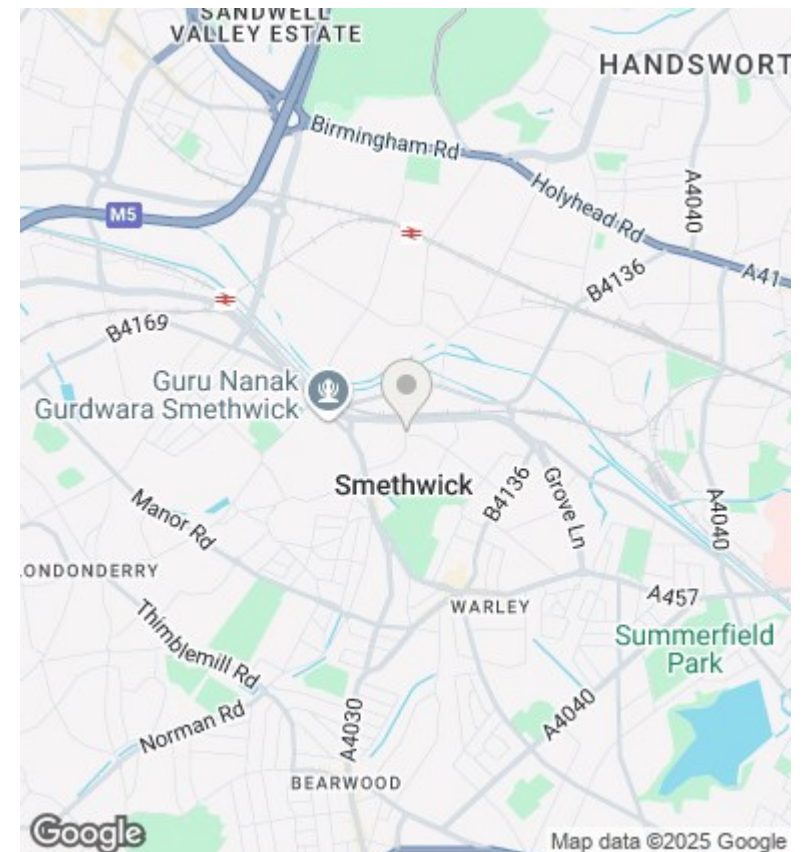 SANDWELL
VALLEY ESTATE
HANDSWORT
Birmingham Rd
Holyhead Rd
A4040
M5
B4136
A41
B4169
Guru Nanak
Gurdwara Smethwick
Smethwick
B4136
Grove Ln
A4040
Manor Rd
ONDONDERRY
WARLEY
A457
Thimblemill Rd
Summerfield
Park
Norman Rd
A4030
A4040
BEARWOOD
Google
Map data ©2025 Google